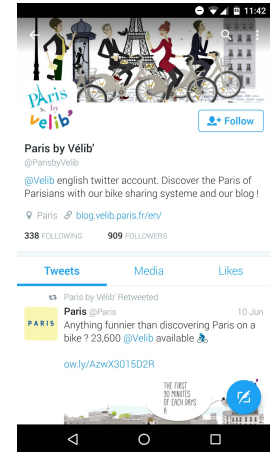 11:42
PARIS
by
velib'
Follow
Paris by Vélib'
@ParisbyVelib
@Velib english twitter account. Discover the Paris of
Parisians with our bike sharing systeme and our blog !
Paris blog.velib.paris.fr/en/
338 FOLLOWING 909 FOLLOWERS
Tweets Media Likes
Paris by Vélib' Retweeted
PARIS
Paris @Paris 10 Jun
Anything funnier than discovering Paris on a
bike ? 23,600 @Velib available
ow.ly/AzwX3015D2R
THE FIRST
30 MINUTES
OF EACH DAYS
A